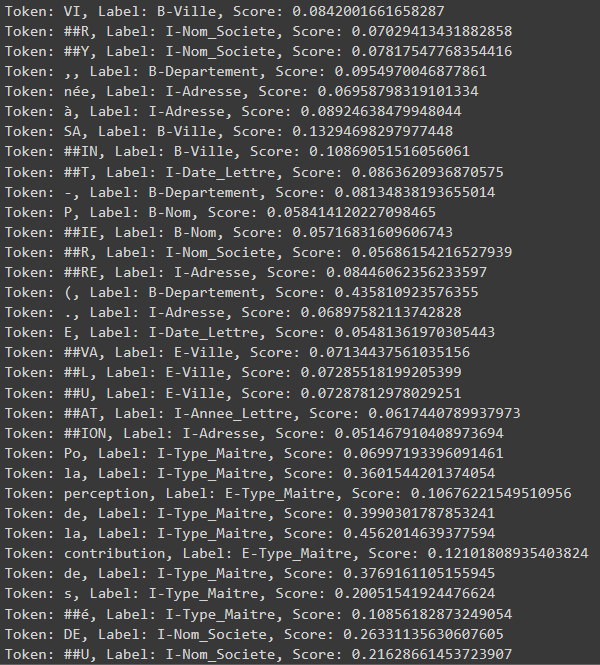 Token: VI, Label: B-Ville, Score: 0.0842001661658287
Token: ##R, Label: I-Nom_Societe, Score: 0.07029413431882858
Token: ##Y, Label: I-Nom_Societe, Score: 0.07817547768354416
Token: ,, Label: B-Departement, Score: 0.0954970046877861
Token: née, Label: I-Adresse, Score: 0.06958798319101334
Token: à, Label: I-Adresse, Score: 0.08924638479948044
Token: SA, Label: B-Ville, Score: 0.13294698297977448
Token: ##IN, Label: B-Ville, Score: 0.10869051516056061
Token: ##T, Label: I-Date_Lettre, Score: 0.0863620936870575
Token: -, Label: B-Departement, Score: 0.08134838193655014
Token: P, Label: B-Nom, Score: 0.058414120227098465
Token: ##IE, Label: B-Nom, Score: 0.05716831609606743
Token: ##R, Label: I-Nom_Societe, Score: 0.05686154216527939
Token: ##RE, Label: I-Adresse, Score: 0.08446062356233597
Token: (, Label: B-Departement, Score: 0.435810923576355
Token: ., Label: I-Adresse, Score: 0.06897582113742828
Token: E, Label: I-Date_Lettre, Score: 0.05481361970305443
Token: ##VA, Label: E-Ville, Score: 0.07134437561035156
Token: ##L, Label: E-Ville, Score: 0.07285518199205399
Token: ##U, Label: E-Ville, Score: 0.07287812978029251
Token: ##AT, Label: I-Annee_Lettre, Score: 0.0617440789937973
Token: ##ION, Label: I-Adresse, Score: 0.051467910408973694
Token: Po, Label: I-Type_Maitre, Score: 0.06997193396091461
Token: la, Label: I-Type_Maitre, Score: 0.3601544201374054
Token: perception, Label: E-Type_Maitre, Score: 0.10676221549510956
Token: de, Label: I-Type_Maitre, Score: 0.3990301787853241
Token: la, Label: I-Type_Maitre, Score: 0.4562014639377594
Token: contribution, Label: E-Type_Maitre, Score: 0.12101808935403824
Token: de, Label: I-Type_Maitre, Score: 0.3769161105155945
Token: s, Label: I-Type_Maitre, Score: 0.20051541924476624
Token: ##é, Label: I-Type_Maitre, Score: 0.10856182873249054
Token: DE, Label: I-Nom_Societe, Score: 0.26331135630607605
Token: ##U, Label: I-Nom_Societe, Score: 0.21628661453723907